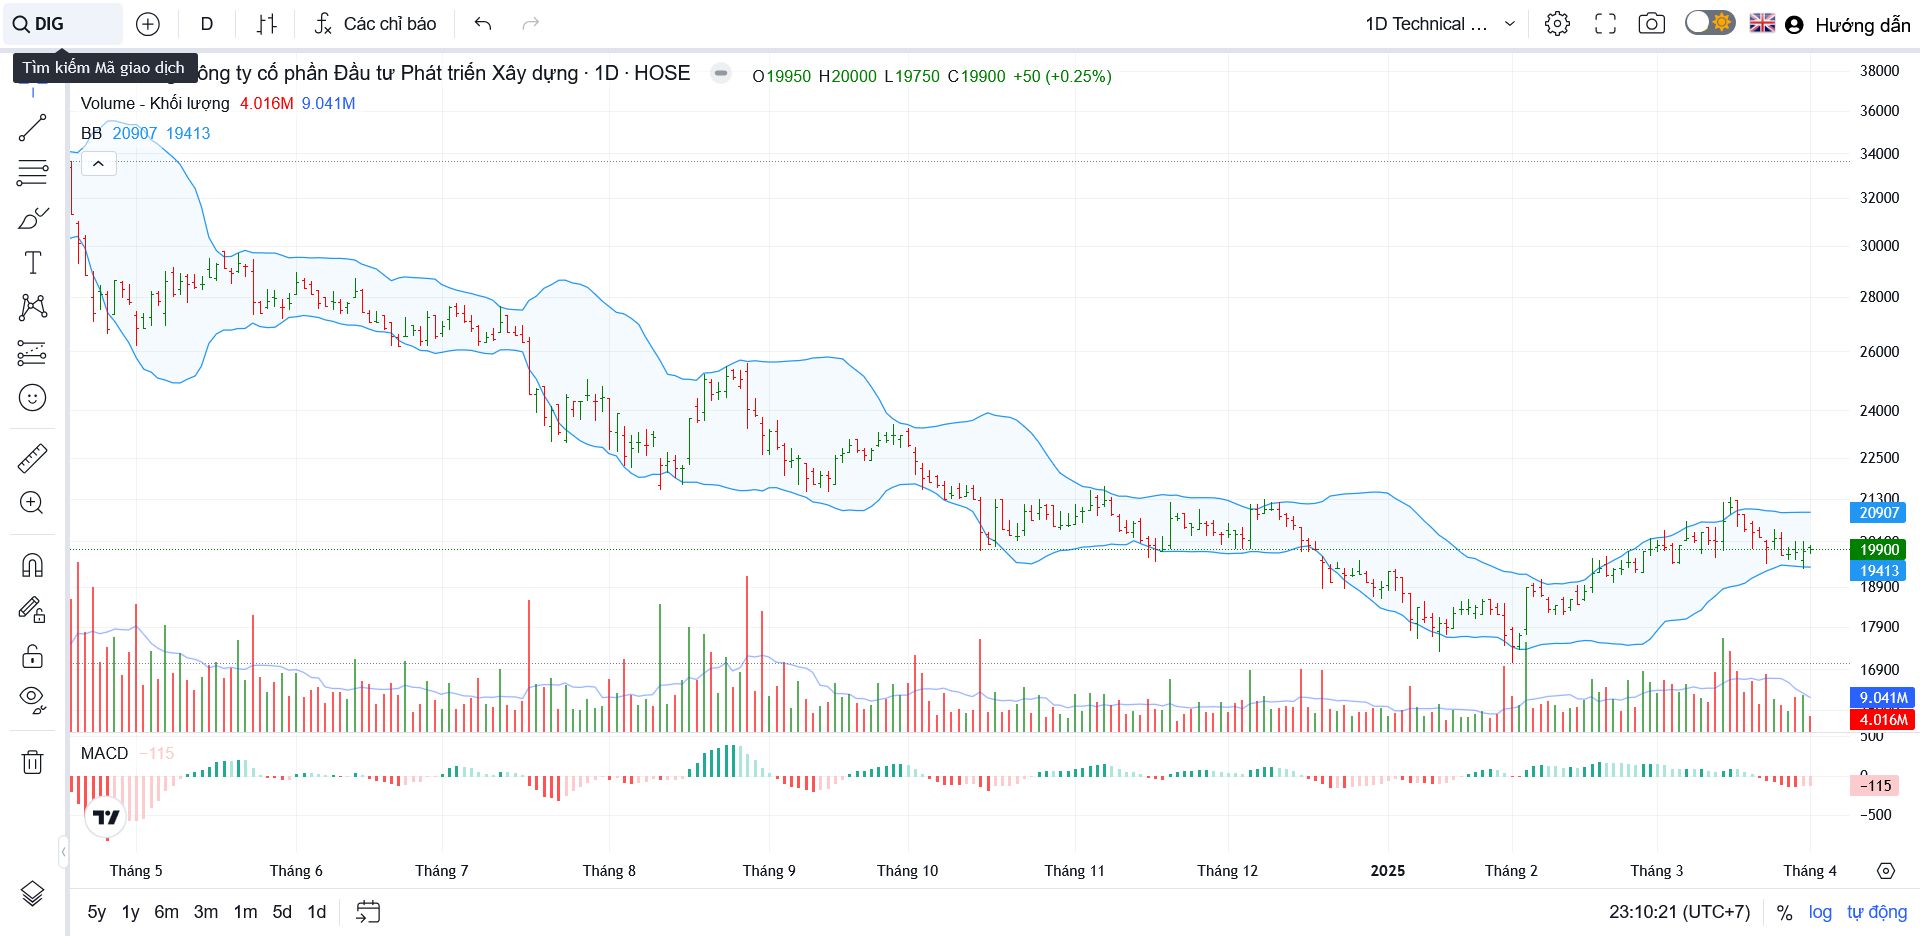 DIG
D
Các chỉ báo
1D Technical ...
Hướng dẫn
Tìm kiếm Mã giao dịch
ông ty cổ phần Đầu tư Phát triển Xây dựng · 1D · HOSE
O19950 H20000 L19750 C19900 +50 (+0.25%)
Volume - Khối lượng 4.016M 9.041M
BB 20907 19413
38000
36000
34000
32000
30000
28000
26000
24000
22500
21300
20907
19900
19413
18900
17900
16900
9.041M
4.016M
500
MACD -115
0
-115
-500
Tháng 5 Tháng 6 Tháng 7 Tháng 8 Tháng 9 Tháng 10 Tháng 11 Tháng 12 2025 Tháng 2 Tháng 3 Tháng 4
5y 1y 6m 3m 1m 5d 1d
23:10:21 (UTC+7) % log tự động